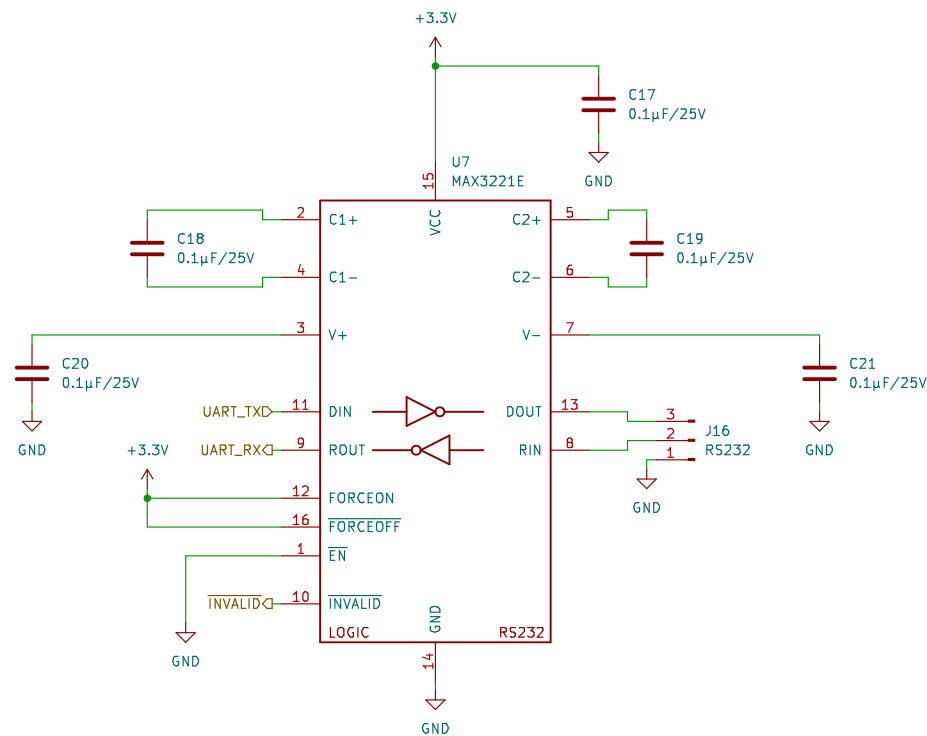 +3.3V
C17
0.1µF/25V
GND
U7
MAX3221E
15
VCC
2
C1+
C2+
5
C18
0.1µF/25V
C19
0.1µF/25V
4
C1-
C2-
6
3
V+
V-
7
C20
0.1µF/25V
GND
C21
0.1µF/25V
GND
UART_TX
11
DIN
DOUT
13
UART_RX
9
ROUT
RIN
8
3
2
1
J16
RS232
GND
+3.3V
12
FORCEON
16
FORCEOFF
1
EN
INVALID
10
INVALID
GND
LOGIC
RS232
GND
14
GND